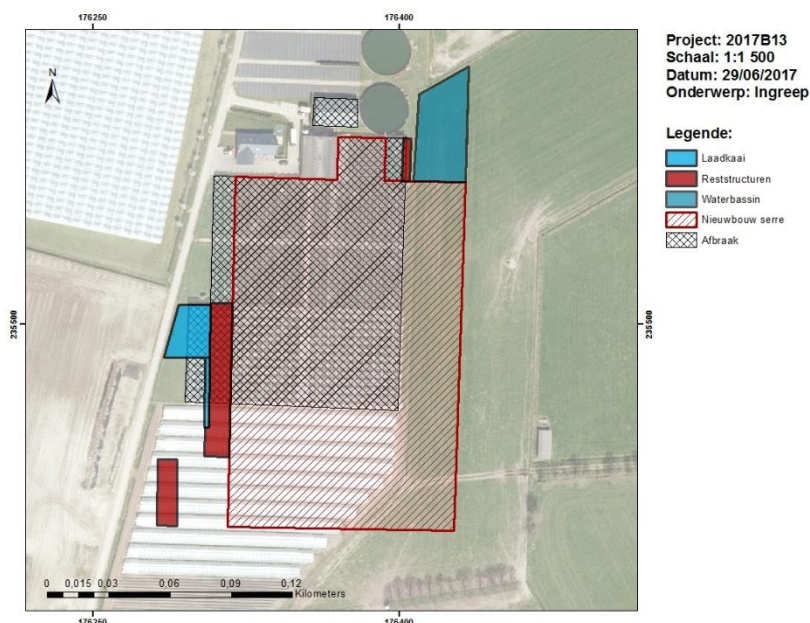 176250
176400
Project: 2017B13
Schaal: 1:1 500
Datum: 29/06/2017
Onderwerp: Ingreep
N
Legende:
Laadkaai
Reststructuren
Waterbassin
Nieuwbouw serre
Afbraak
235500
235500
0 0,015 0,03 0,06 0,09 0,12
Kilometers
176250
176400